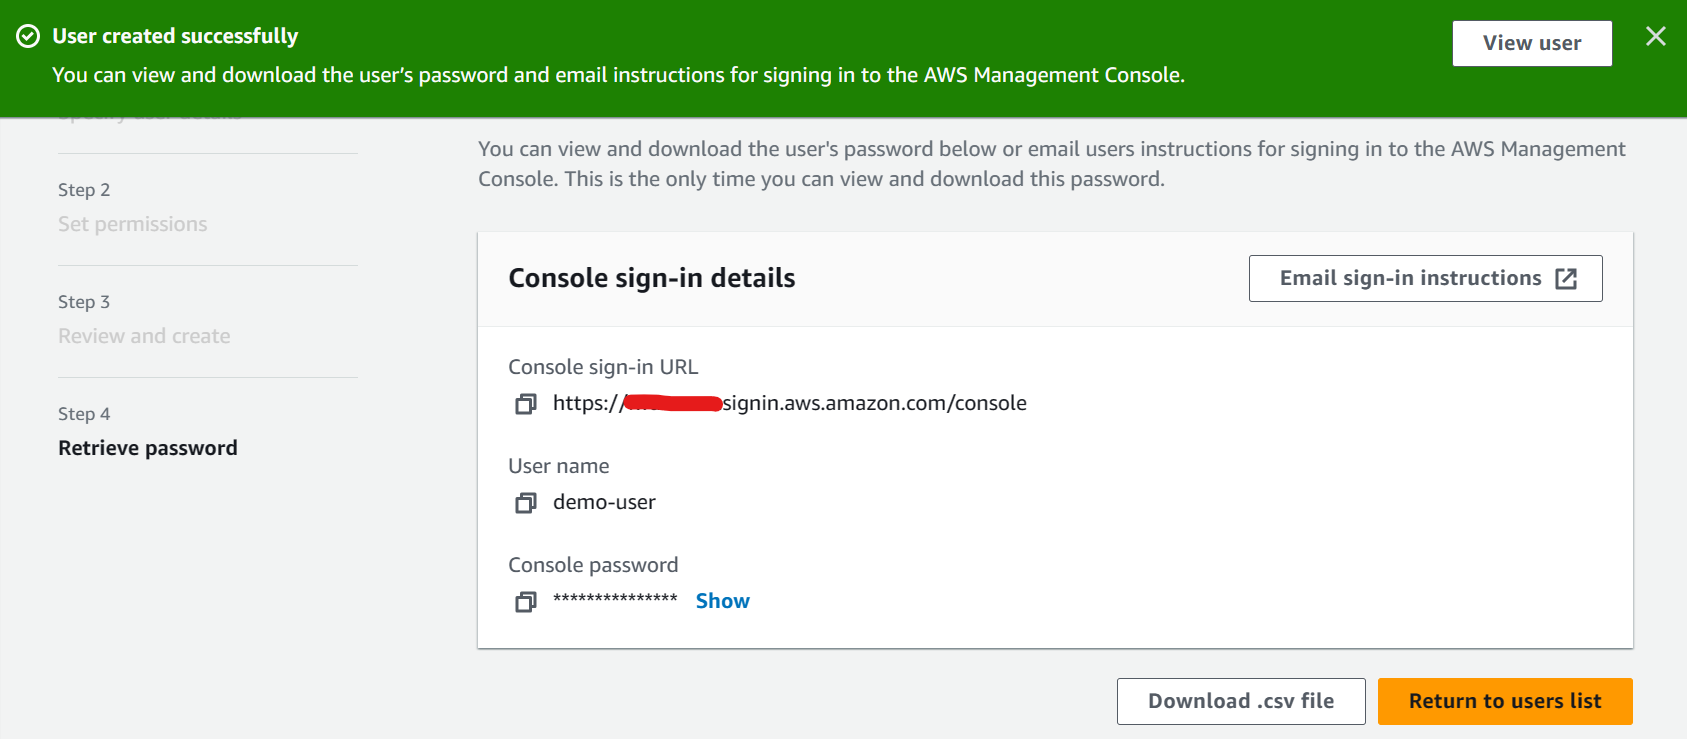 User created successfully
You can view and download the user's password and email instructions for signing in to the AWS Management Console.
View user
Specify user details
Step 2
Set permissions
Step 3
Review and create
Step 4
Retrieve password
You can view and download the user's password below or email users instructions for signing in to the AWS Management
Console. This is the only time you can view and download this password.
Console sign-in details
Email sign-in instructions
Console sign-in URL
https://signin.aws.amazon.com/console
User name
demo-user
Console password
*************** Show
Download .csv file
Return to users list